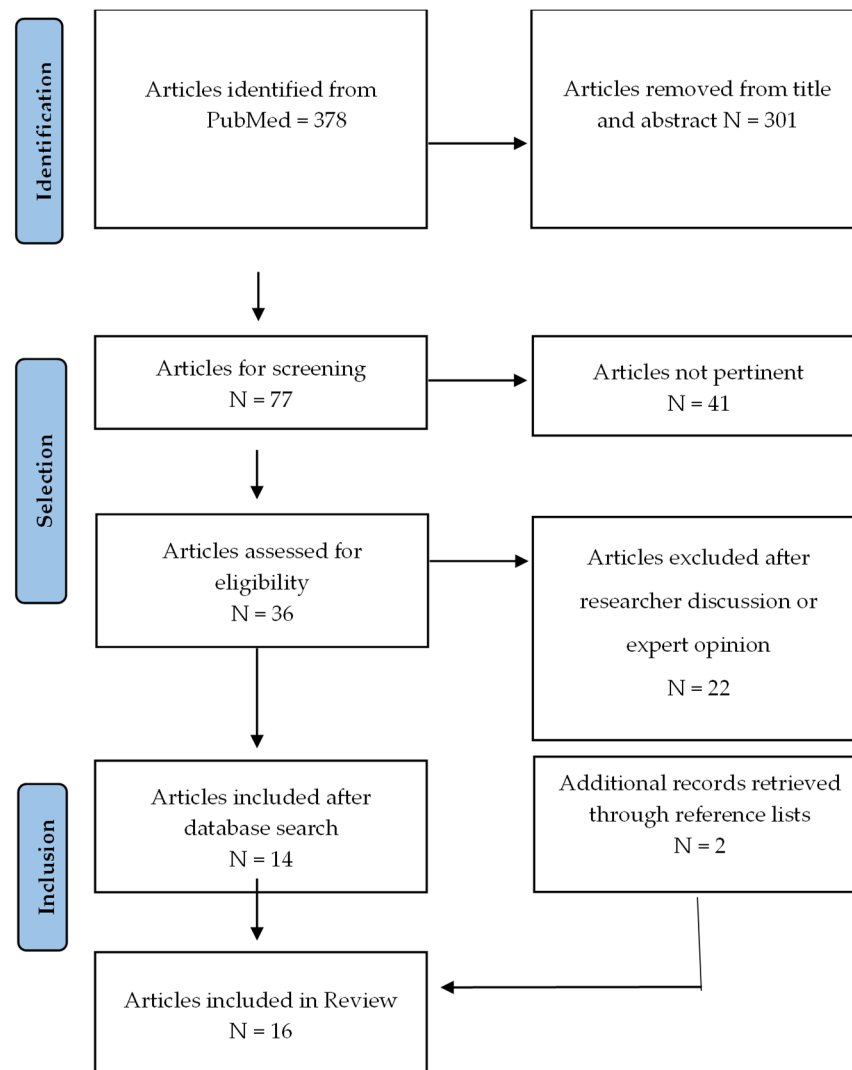 Identification
Articles identified from
PubMed = 378
Articles removed from title
and abstract N = 301
Selection
Articles for screening
N = 77
Articles not pertinent
N = 41
Articles assessed for
eligibility
N = 36
Articles excluded after
researcher discussion or
expert opinion
N = 22
Inclusion
Articles included after
database search
N = 14
Additional records retrieved
through reference lists
N = 2
Articles included in Review
N = 16